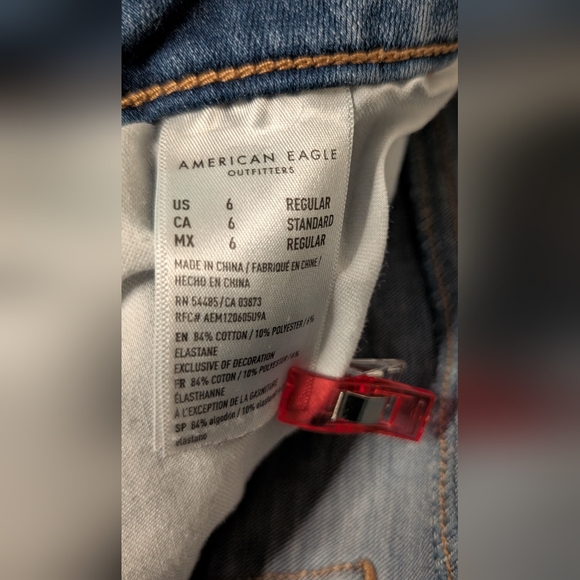 AMERICAN EAGLE
OUTFITTERS
US 6 REGULAR
CA 6 STANDARD
MX 6 REGULAR
MADE IN CHINA / FABRIQUÉ EN CHINE /
HECHO EN CHINA
RN 54485 / CA 03873
RFC# AEM120605U9A
EN 84% COTTON / 10% POLYESTER / 6%
ELASTANE
EXCLUSIVE OF DECORATION
FR 84% COTON / 10% POLYESTER / 6%
ÉLASTHANNE
À L'EXCEPTION DE LA GARNITURE
SP 84% algodón / 10%
elastano